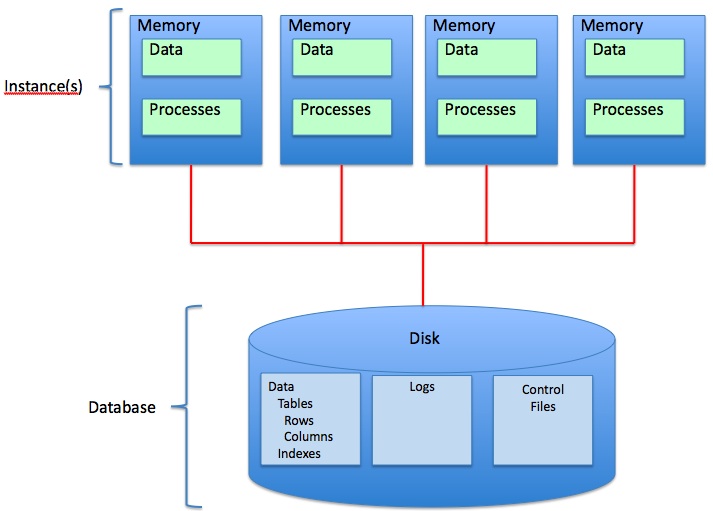 Memory
Data
Processes
Memory
Data
Processes
Memory
Data
Processes
Memory
Data
Processes
Instance(s)
Disk
Data
Tables
Rows
Columns
Indexes
Logs
Control
Files
Database